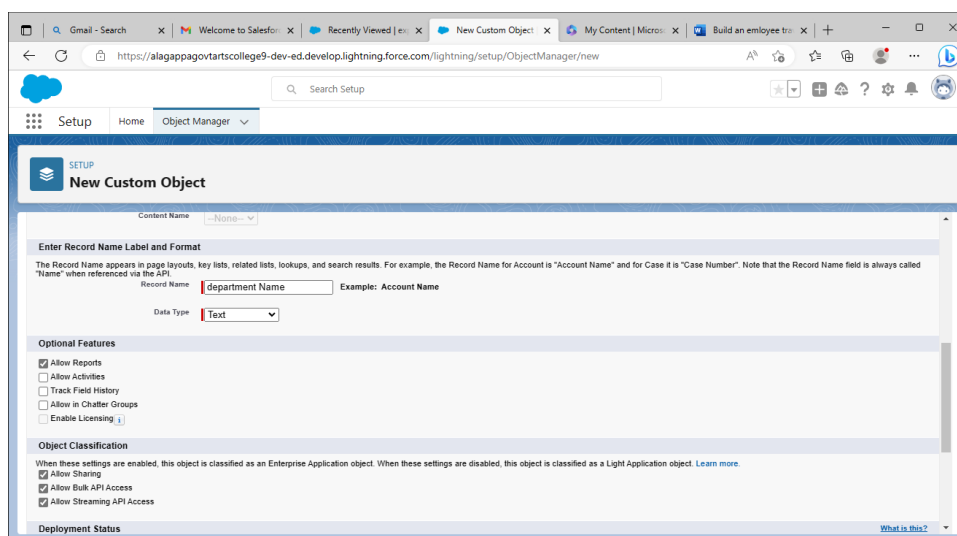 Gmail - Search
Welcome to Salesfor
Recently Viewed | ex
New Custom Object
My Content | Micros
Build an emloyee tra
https://alagappagovtartscollege9-dev-ed.develop.lightning.force.com/lightning/setup/ObjectManager/new
Search Setup
Setup
Home
Object Manager
SETUP
New Custom Object
Content Name
--None--
Enter Record Name Label and Format
The Record Name appears in page layouts, key lists, related lists, lookups, and search results. For example, the Record Name for Account is "Account Name" and for Case it is "Case Number". Note that the Record Name field is always called
"Name" when referenced via the API.
Record Name department Name Example: Account Name
Data Type Text
Optional Features
Allow Reports
Allow Activities
Track Field History
Allow in Chatter Groups
Enable Licensing i
Object Classification
When these settings are enabled, this object is classified as an Enterprise Application object. When these settings are disabled, this object is classified as a Light Application object. Learn more.
Allow Sharing
Allow Bulk API Access
Allow Streaming API Access
Deployment Status What is this?